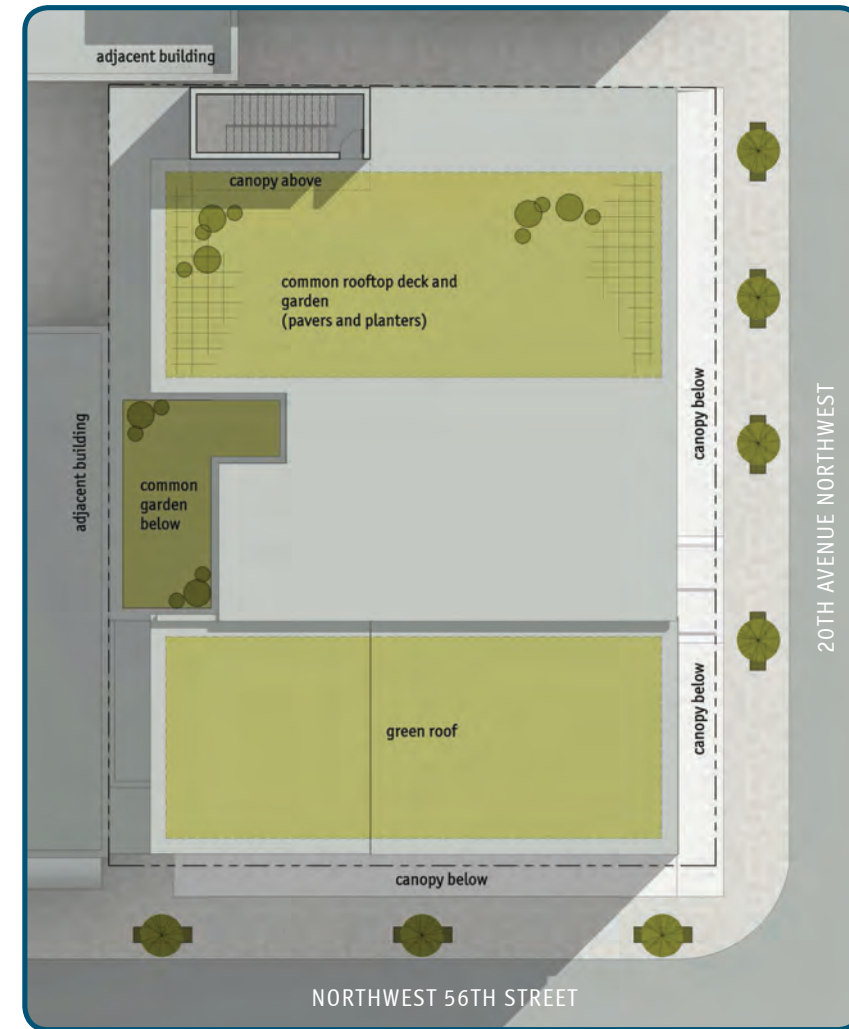 adjacent building
canopy above
common rooftop deck and
garden
(pavers and planters)
canopy below
adjacent building
common
garden
below
20TH AVENUE NORTHWEST
canopy below
green roof
canopy below
NORTHWEST 56TH STREET